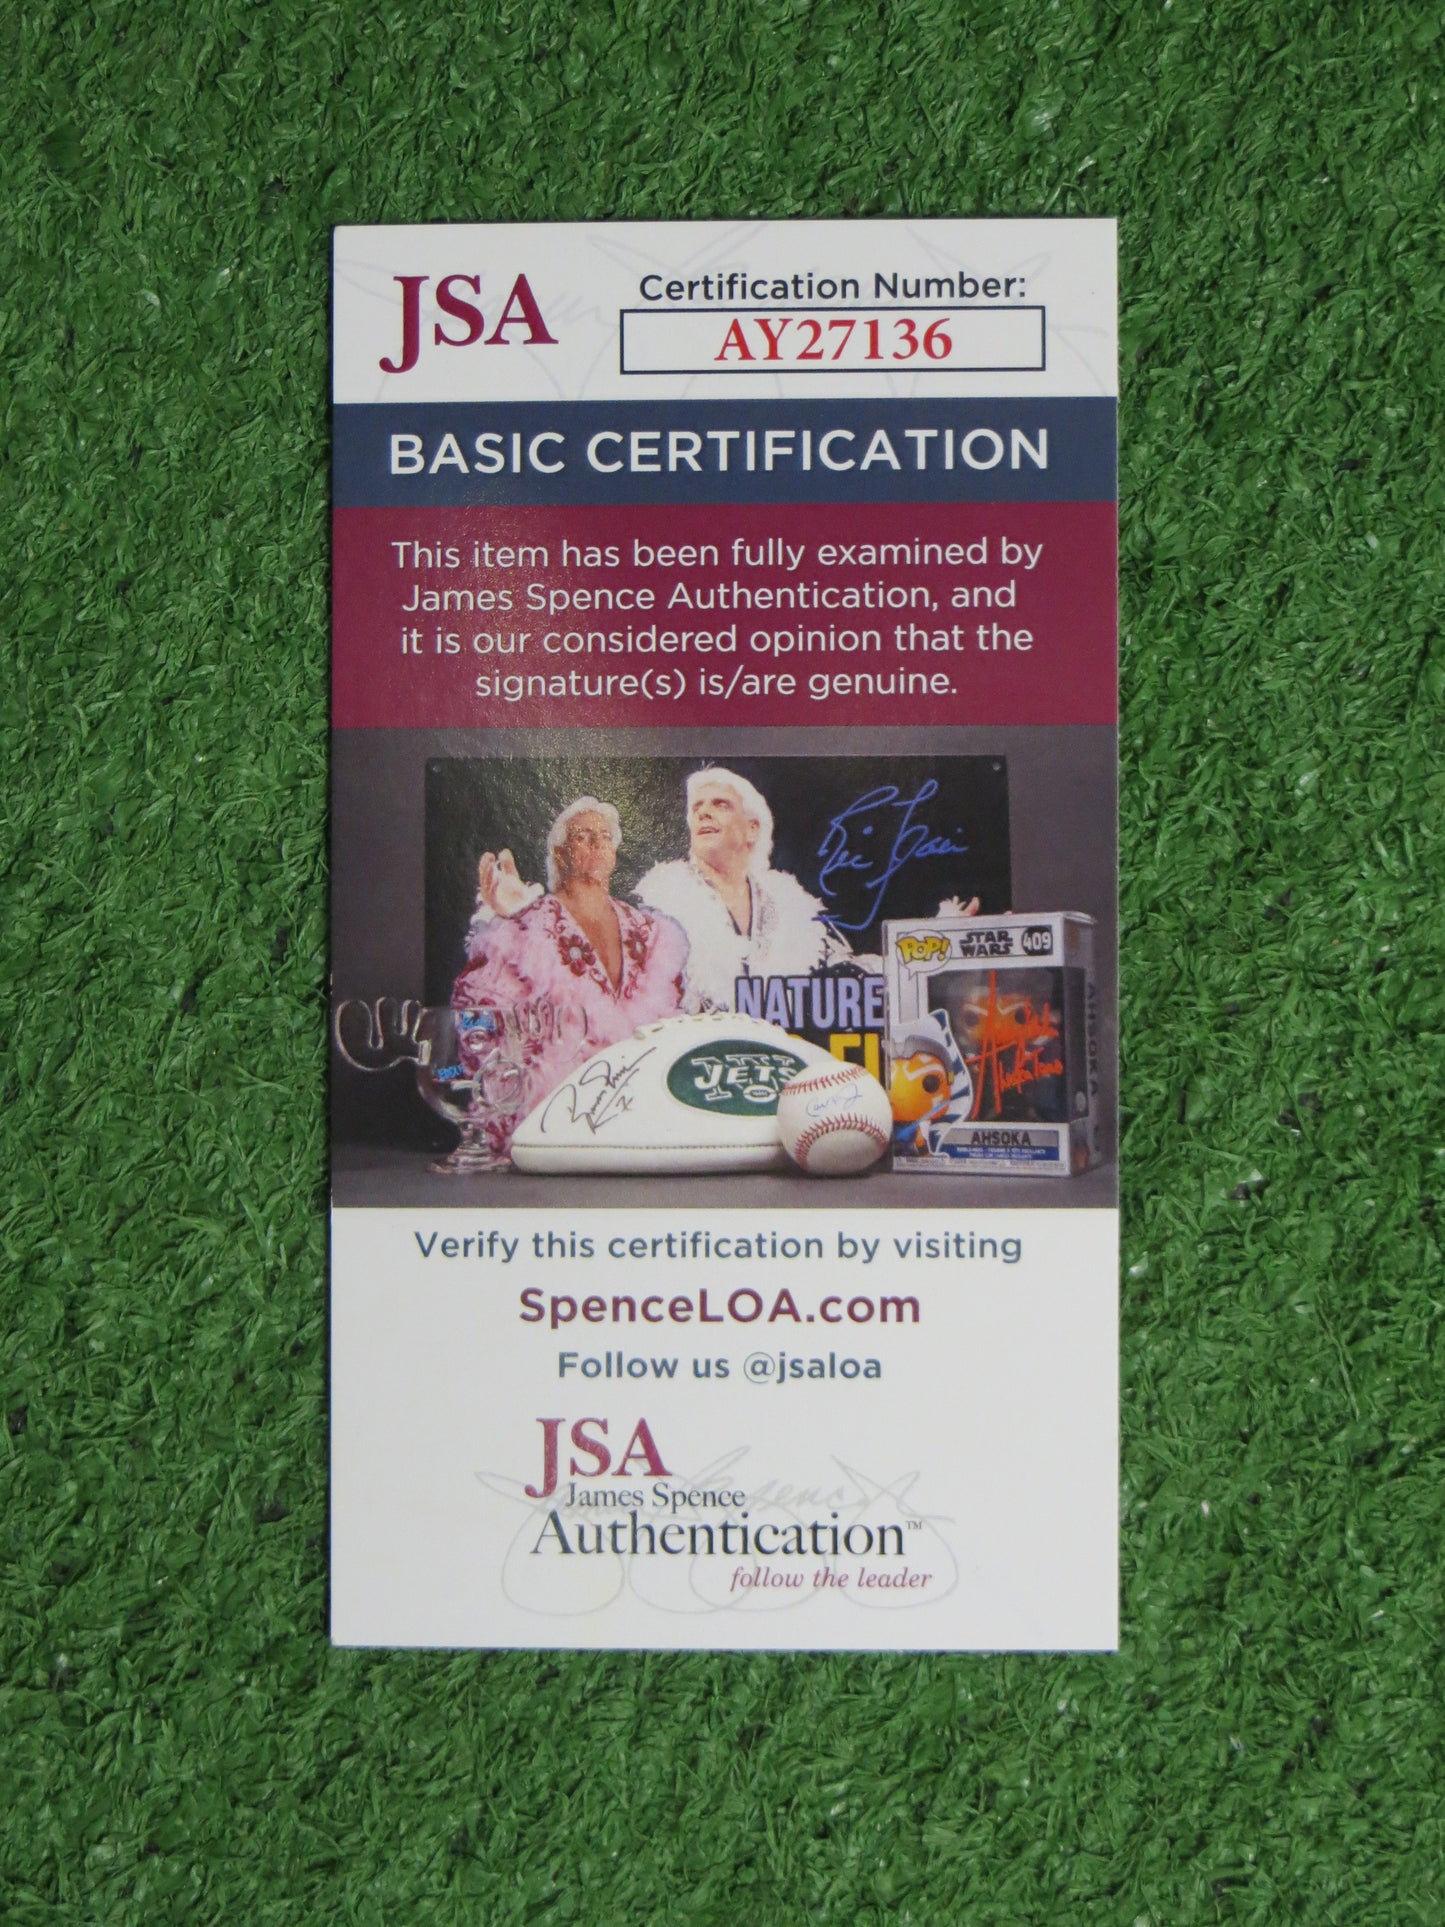 JSA
Certification Number:
AY27136
BASIC CERTIFICATION
This item has been fully examined by
James Spence Authentication, and
it is our considered opinion that the
signature(s) is/are genuine.
NATURE
POP!
STAR
WARS
409
JETS
AHSOKA
AHSOKA
Verify this certification by visiting
SpenceLOA.com
Follow us @jsaloa
JSA
James Spence
Authentication™
follow the leader